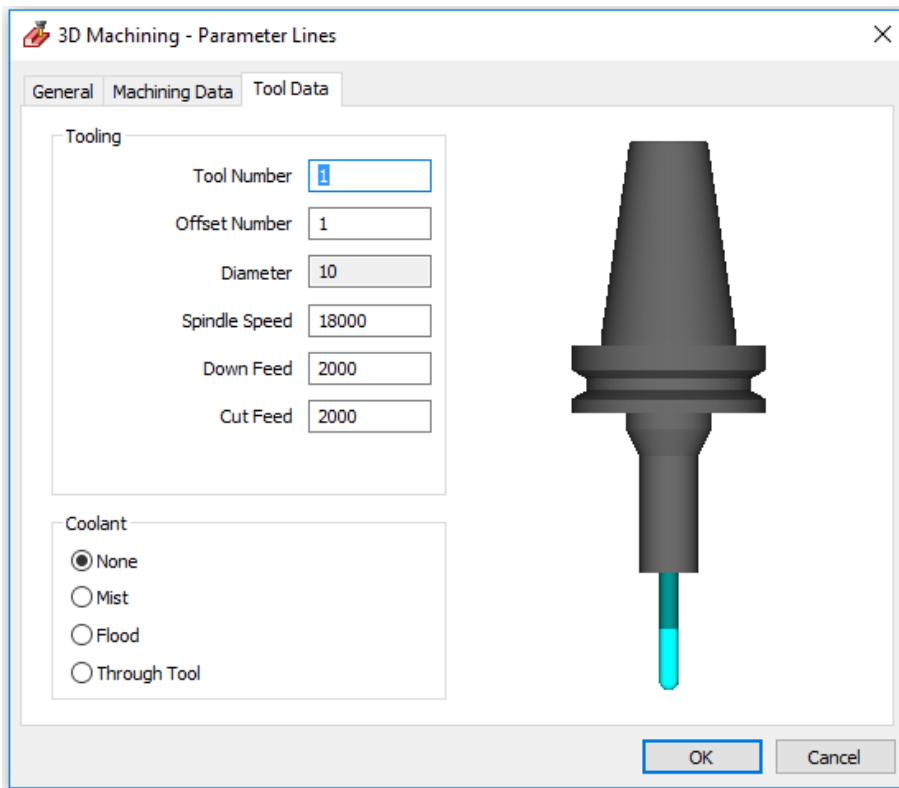 3D Machining - Parameter Lines
General Machining Data Tool Data
Tooling
Tool Number 1
Offset Number 1
Diameter 10
Spindle Speed 18000
Down Feed 2000
Cut Feed 2000
Coolant
None
Mist
Flood
Through Tool
OK Cancel